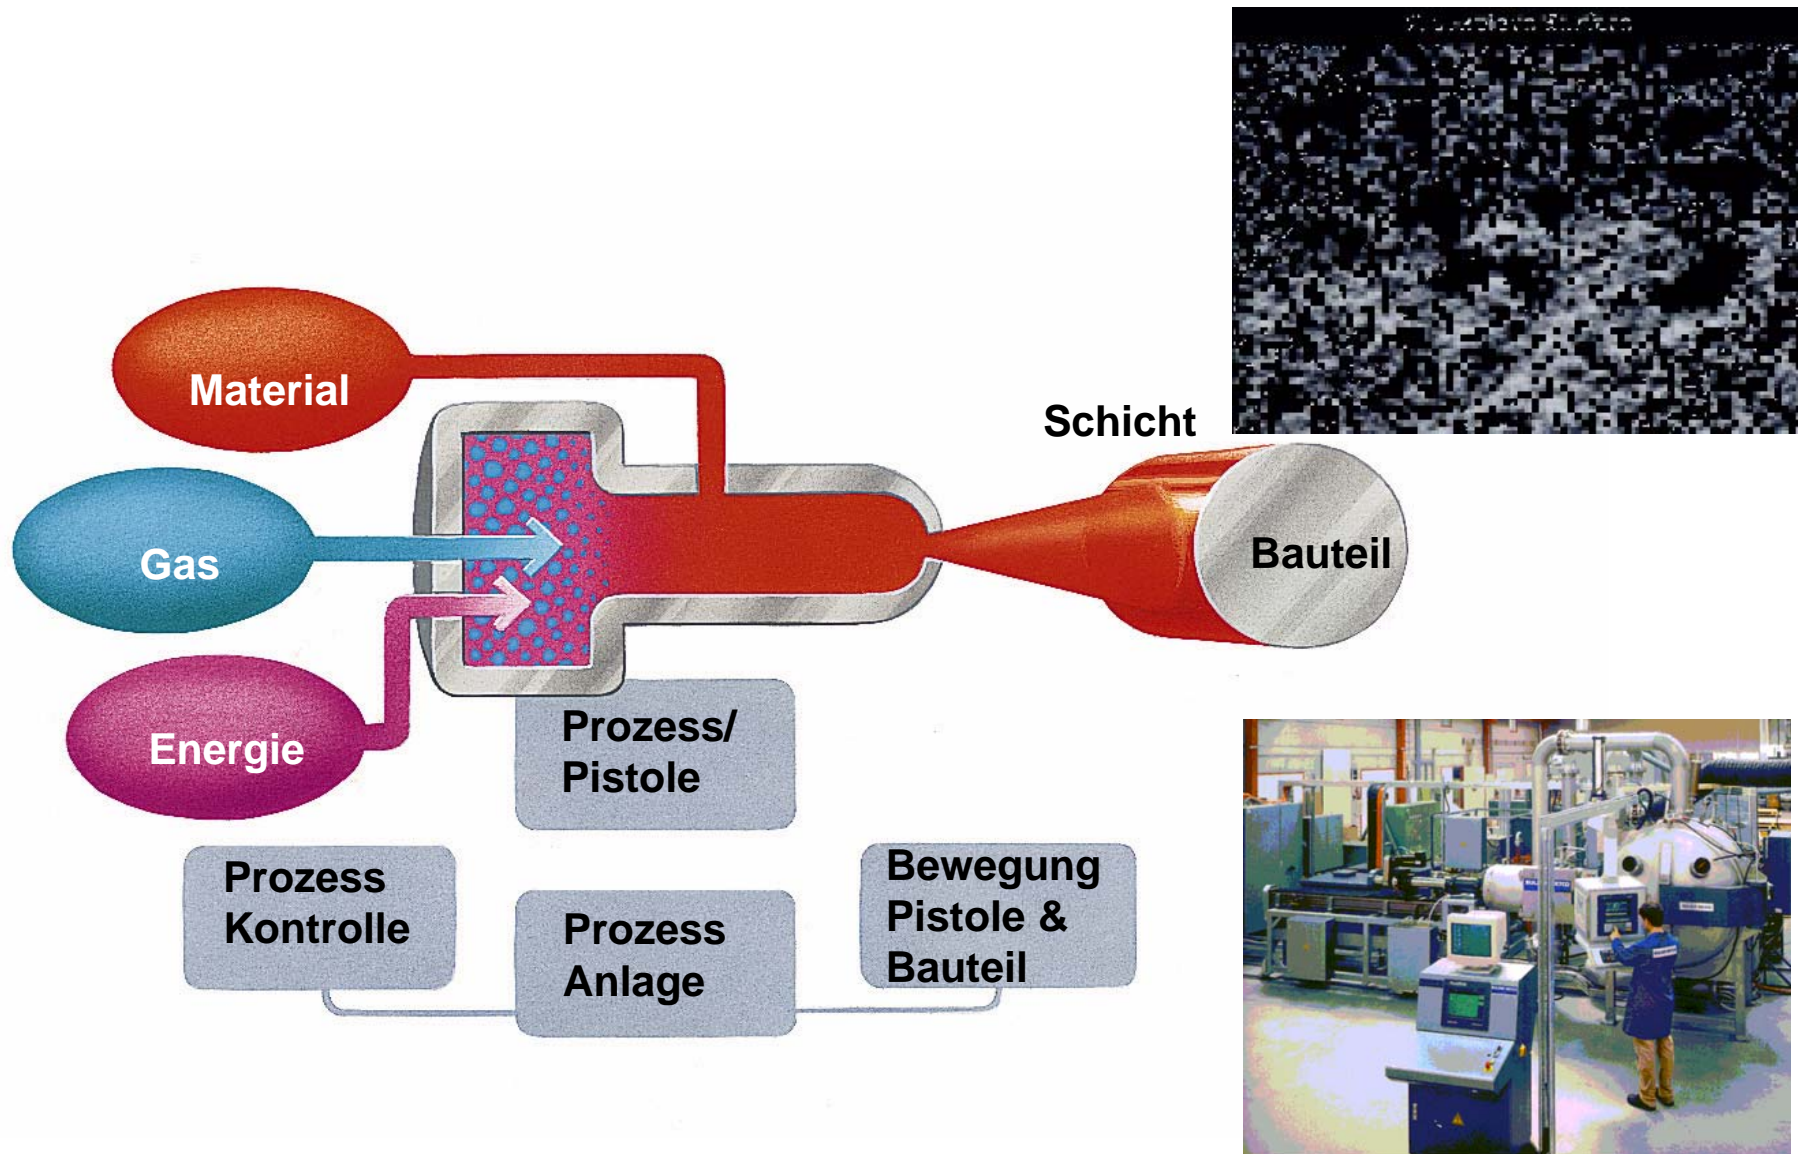 Material
Schicht
Gas
Bauteil
Energie
Prozess/
Pistole
Prozess
Kontrolle
Prozess
Anlage
Bewegung
Pistole &
Bauteil